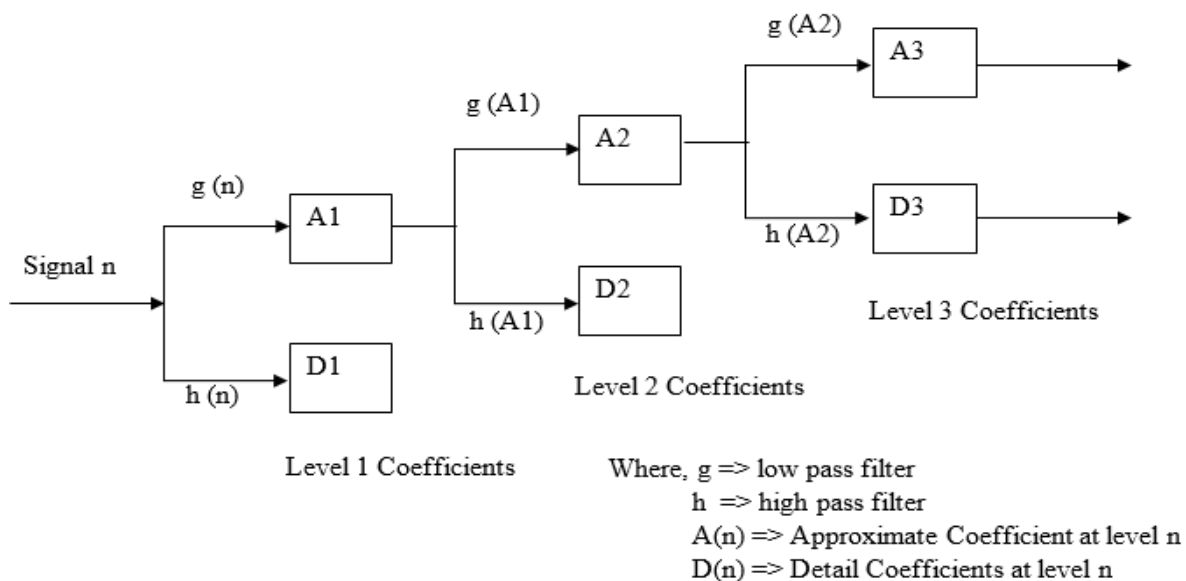 g (A2)
A3
g (A1)
A2
g (n)
D3
A1
h (A2)
Signal n
D2
h (A1)
Level 3 Coefficients
D1
h (n)
Level 2 Coefficients
Level 1 Coefficients
Where, g => low pass filter
h => high pass filter
A(n) => Approximate Coefficient at level n
D(n) => Detail Coefficients at level n